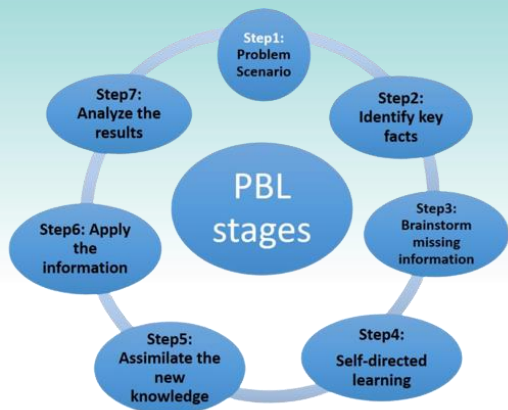 Step1:
Problem
Scenario
Step2:
Identify key
facts
Step3:
Brainstorm
missing
information
Step4:
Self-directed
learning
Step5:
Assimilate the
new
knowledge
Step6: Apply
the
information
Step7:
Analyze the
results
PBL
stages